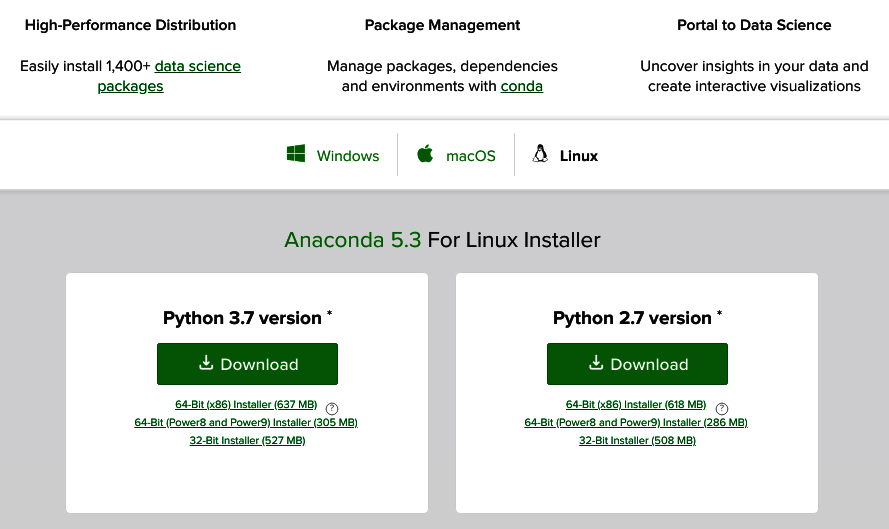 High-Performance Distribution
Easily install 1,400+ data science
packages
Package Management
Manage packages, dependencies
and environments with conda
Portal to Data Science
Uncover insights in your data and
create interactive visualizations
Windows
macOS
Linux
Anaconda 5.3 For Linux Installer
Python 3.7 version *
Download
64-Bit (x86) Installer (637 MB) ?
64-Bit (Power8 and Power9) Installer (305 MB)
32-Bit Installer (527 MB)
Python 2.7 version *
Download
64-Bit (x86) Installer (618 MB) ?
64-Bit (Power8 and Power9) Installer (286 MB)
32-Bit Installer (508 MB)